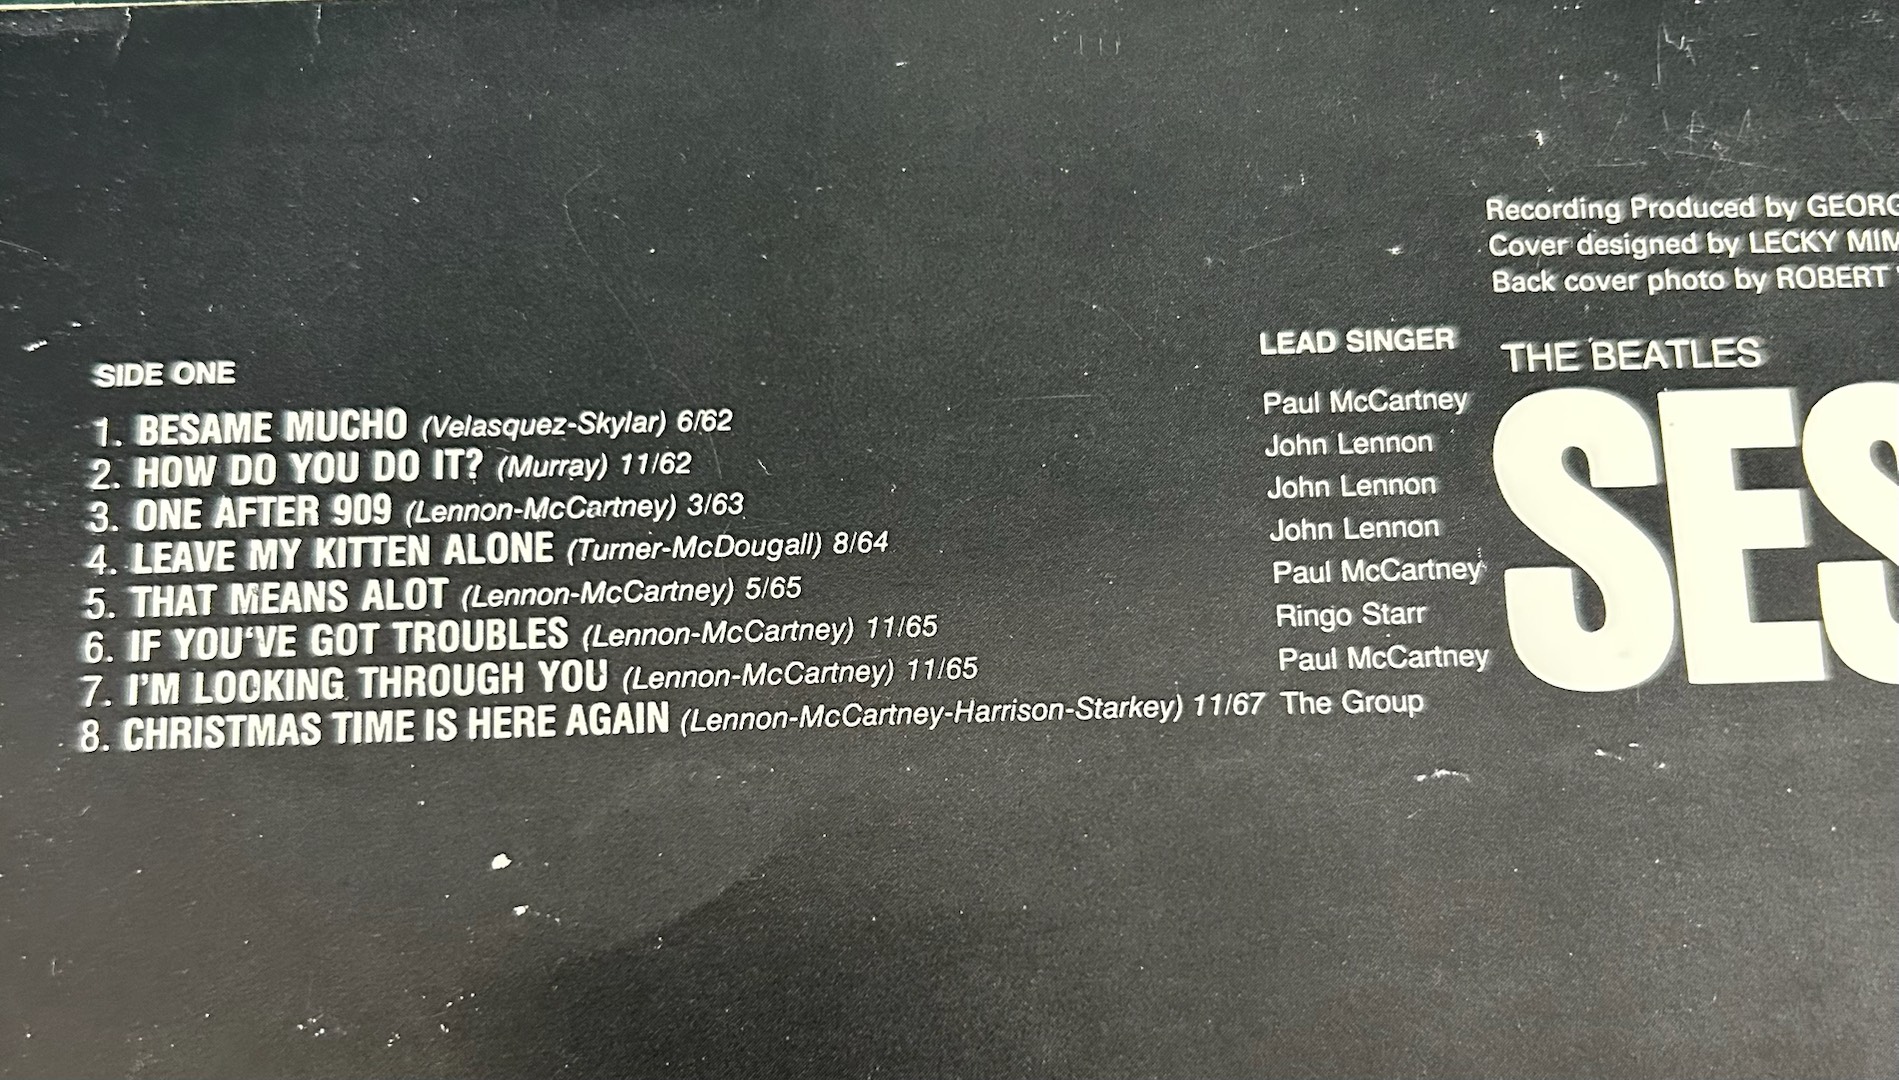 Recording Produced by GEORG
Cover designed by LECKY MIM
Back cover photo by ROBERT
SIDE ONE
LEAD SINGER
THE BEATLES
SES
1. BESAME MUCHO (Velasquez-Skylar) 6/62 Paul McCartney
2. HOW DO YOU DO IT? (Murray) 11/62 John Lennon
3. ONE AFTER 909 (Lennon-McCartney) 3/63 John Lennon
4. LEAVE MY KITTEN ALONE (Turner-McDougall) 8/64 John Lennon
5. THAT MEANS ALOT (Lennon-McCartney) 5/65 Paul McCartney
6. IF YOU‘VE GOT TROUBLES (Lennon-McCartney) 11/65 Ringo Starr
7. I’M LOOKING THROUGH YOU (Lennon-McCartney) 11/65 Paul McCartney
8. CHRISTMAS TIME IS HERE AGAIN (Lennon-McCartney-Harrison-Starkey) 11/67 The Group